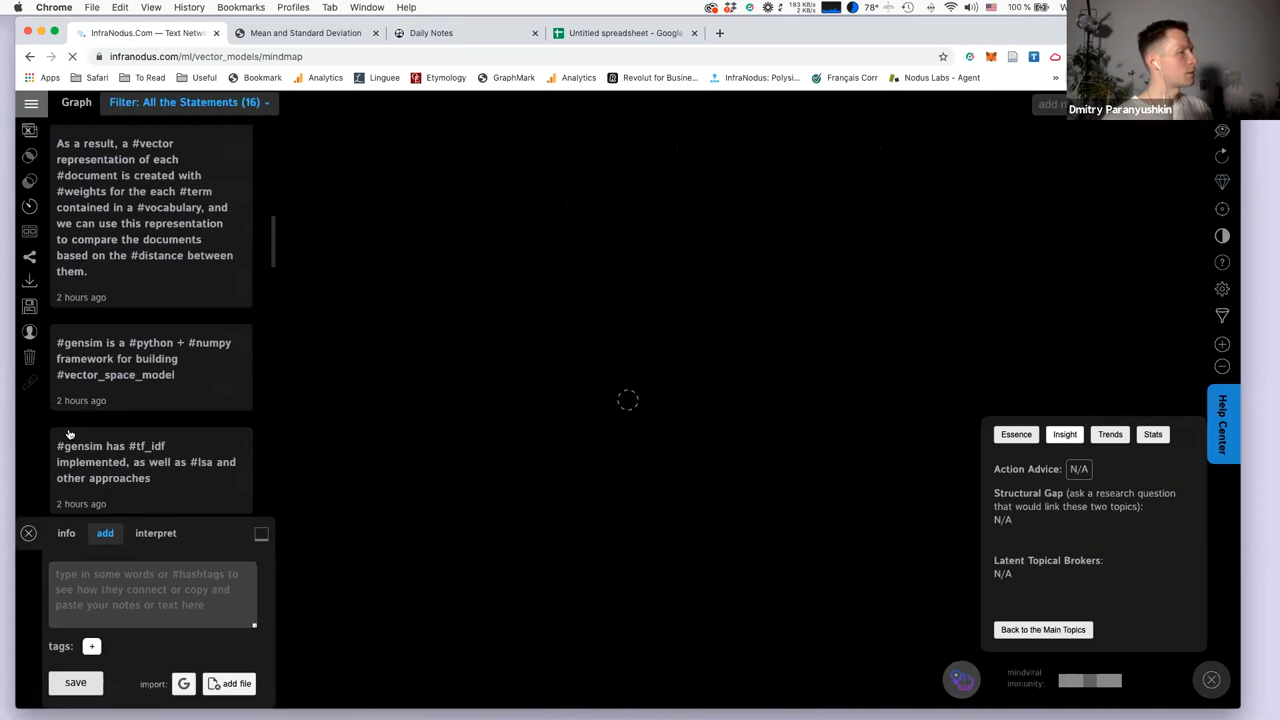 Chrome File Edit View History Bookmarks Profiles Tab Window Help
183 KB/s
2 KB/s
78°
100 %
InfraNodus.Com — Text Netwo
Mean and Standard Deviation
Daily Notes
Untitled spreadsheet - Google
infranodus.com/ml/vector_models/mindmap
Apps Safari To Read Useful Bookmark Analytics Linguee Etymology GraphMark Analytics Revolut for Busine... InfraNodus: Polysi... Français Corr Nodus Labs - Agent
Dmitry Paranyushkin
Graph Filter: All the Statements (16)
As a result, a #vector
representation of each
#document is created with
#weights for the each #term
contained in a #vocabulary, and
we can use this representation
to compare the documents
based on the #distance between
them.
2 hours ago
#gensim is a #python + #numpy
framework for building
#vector_space_model
2 hours ago
#gensim has #tf_idf
implemented, as well as #lsa and
other approaches
2 hours ago
info add interpret
type in some words or #hashtags to
see how they connect or copy and
paste your notes or text here
tags: +
save import: G add file
Help Center
Essence Insight Trends Stats
Action Advice: N/A
Structural Gap (ask a research question
that would link these two topics):
N/A
Latent Topical Brokers:
N/A
Back to the Main Topics
mindviral
immunity: